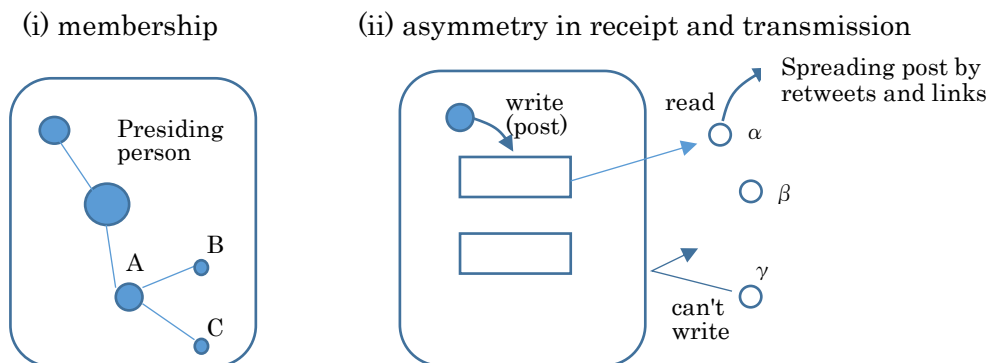 (i) membership
(ii) asymmetry in receipt and transmission
Presiding
person
A
B
C
write
(post)
read
Spreading post by
retweets and links
α
β
γ
can't
write